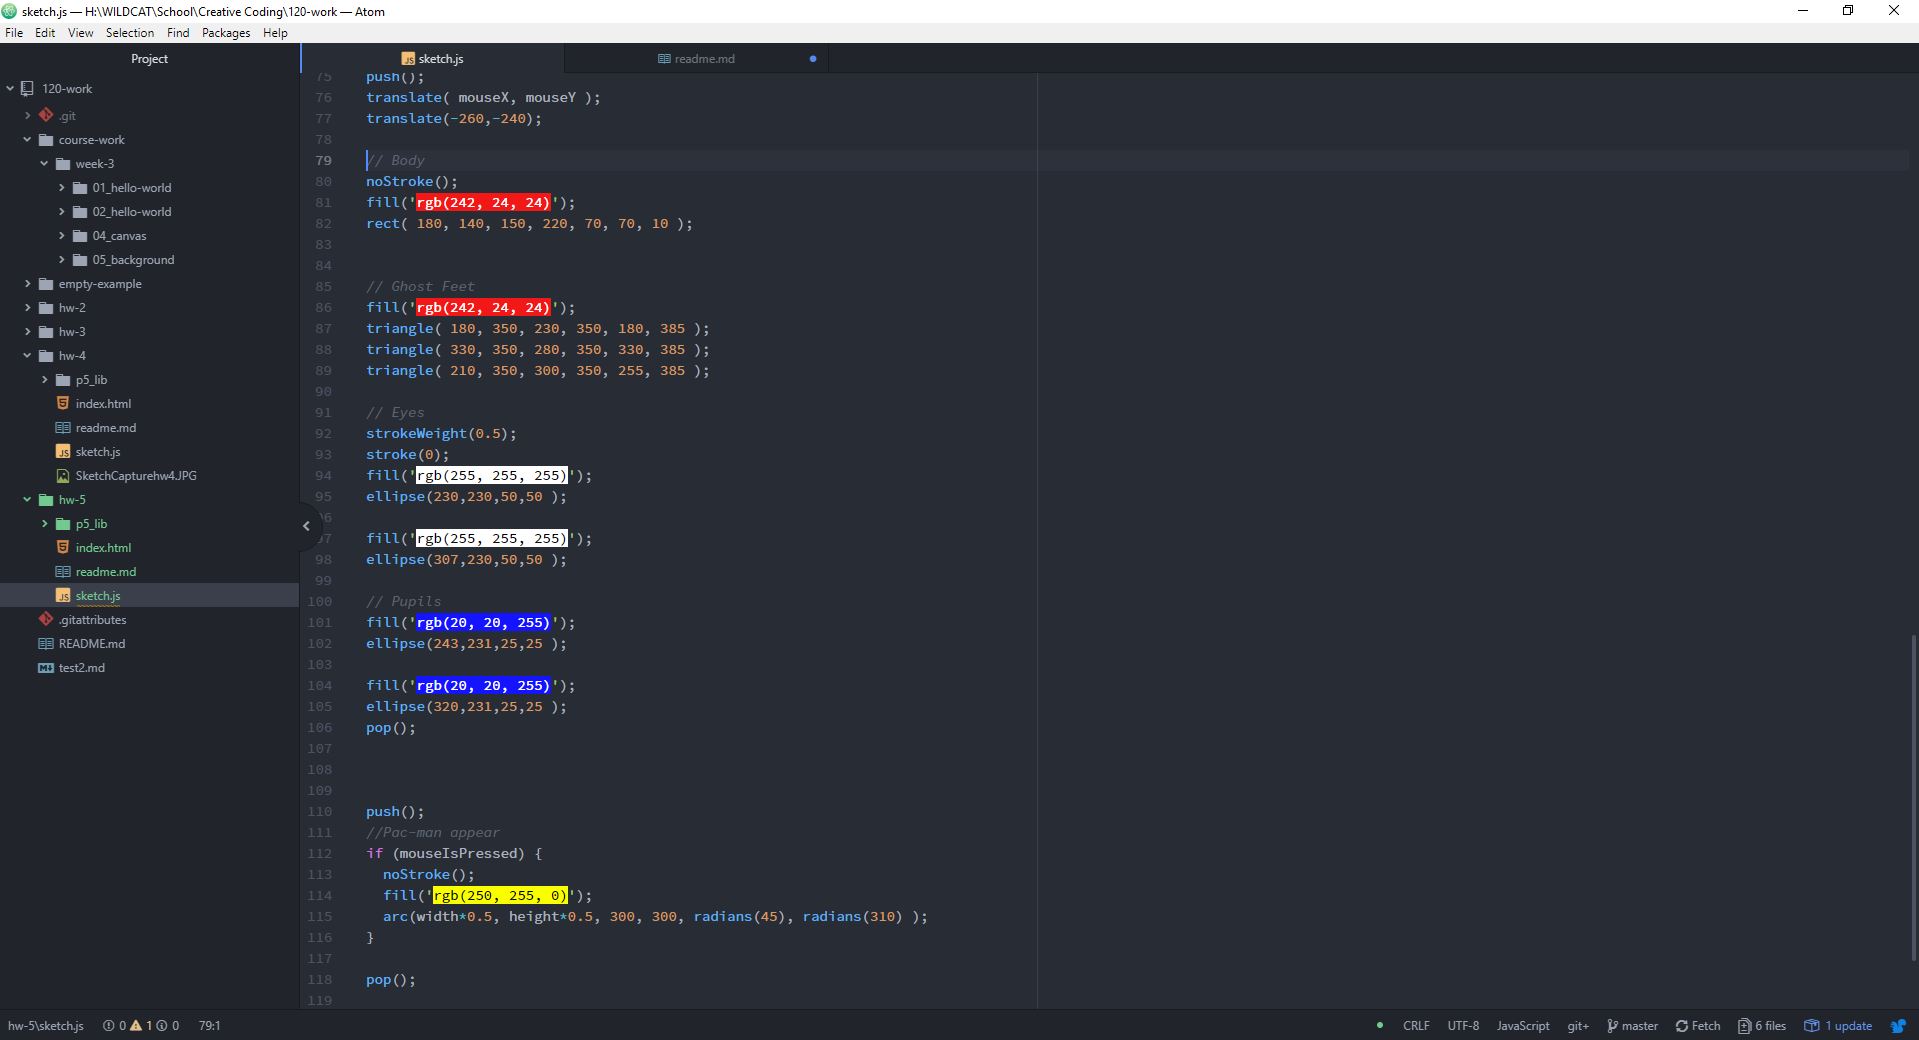 sketch.js — H:\WILDCAT\School\Creative Coding\120-work — Atom
File Edit View Selection Find Packages Help
Project
120-work
.git
course-work
week-3
01_hello-world
02_hello-world
04_canvas
05_background
empty-example
hw-2
hw-3
hw-4
p5_lib
index.html
readme.md
sketch.js
SketchCapturehw4.JPG
hw-5
p5_lib
index.html
readme.md
sketch.js
.gitattributes
README.md
test2.md
sketch.js
readme.md
75 push();
76 translate( mouseX, mouseY );
77 translate(-260,-240);
78
79 // Body
80 noStroke();
81 fill('rgb(242, 24, 24)');
82 rect( 180, 140, 150, 220, 70, 70, 10 );
83
84
85 // Ghost Feet
86 fill('rgb(242, 24, 24)');
87 triangle( 180, 350, 230, 350, 180, 385 );
88 triangle( 330, 350, 280, 350, 330, 385 );
89 triangle( 210, 350, 300, 350, 255, 385 );
90
91 // Eyes
92 strokeWeight(0.5);
93 stroke(0);
94 fill('rgb(255, 255, 255)');
95 ellipse(230,230,50,50 );
6
7 fill('rgb(255, 255, 255)');
98 ellipse(307,230,50,50 );
99
100 // Pupils
101 fill('rgb(20, 20, 255)');
102 ellipse(243,231,25,25 );
103
104 fill('rgb(20, 20, 255)');
105 ellipse(320,231,25,25 );
106 pop();
107
108
109
110 push();
111 //Pac-man appear
112 if (mouseIsPressed) {
113 noStroke();
114 fill('rgb(250, 255, 0)');
115 arc(width*0.5, height*0.5, 300, 300, radians(45), radians(310) );
116 }
117
118 pop();
119
hw-5\sketch.js 0 1 0 79:1 CRLF UTF-8 JavaScript git+ master Fetch 6 files 1 update